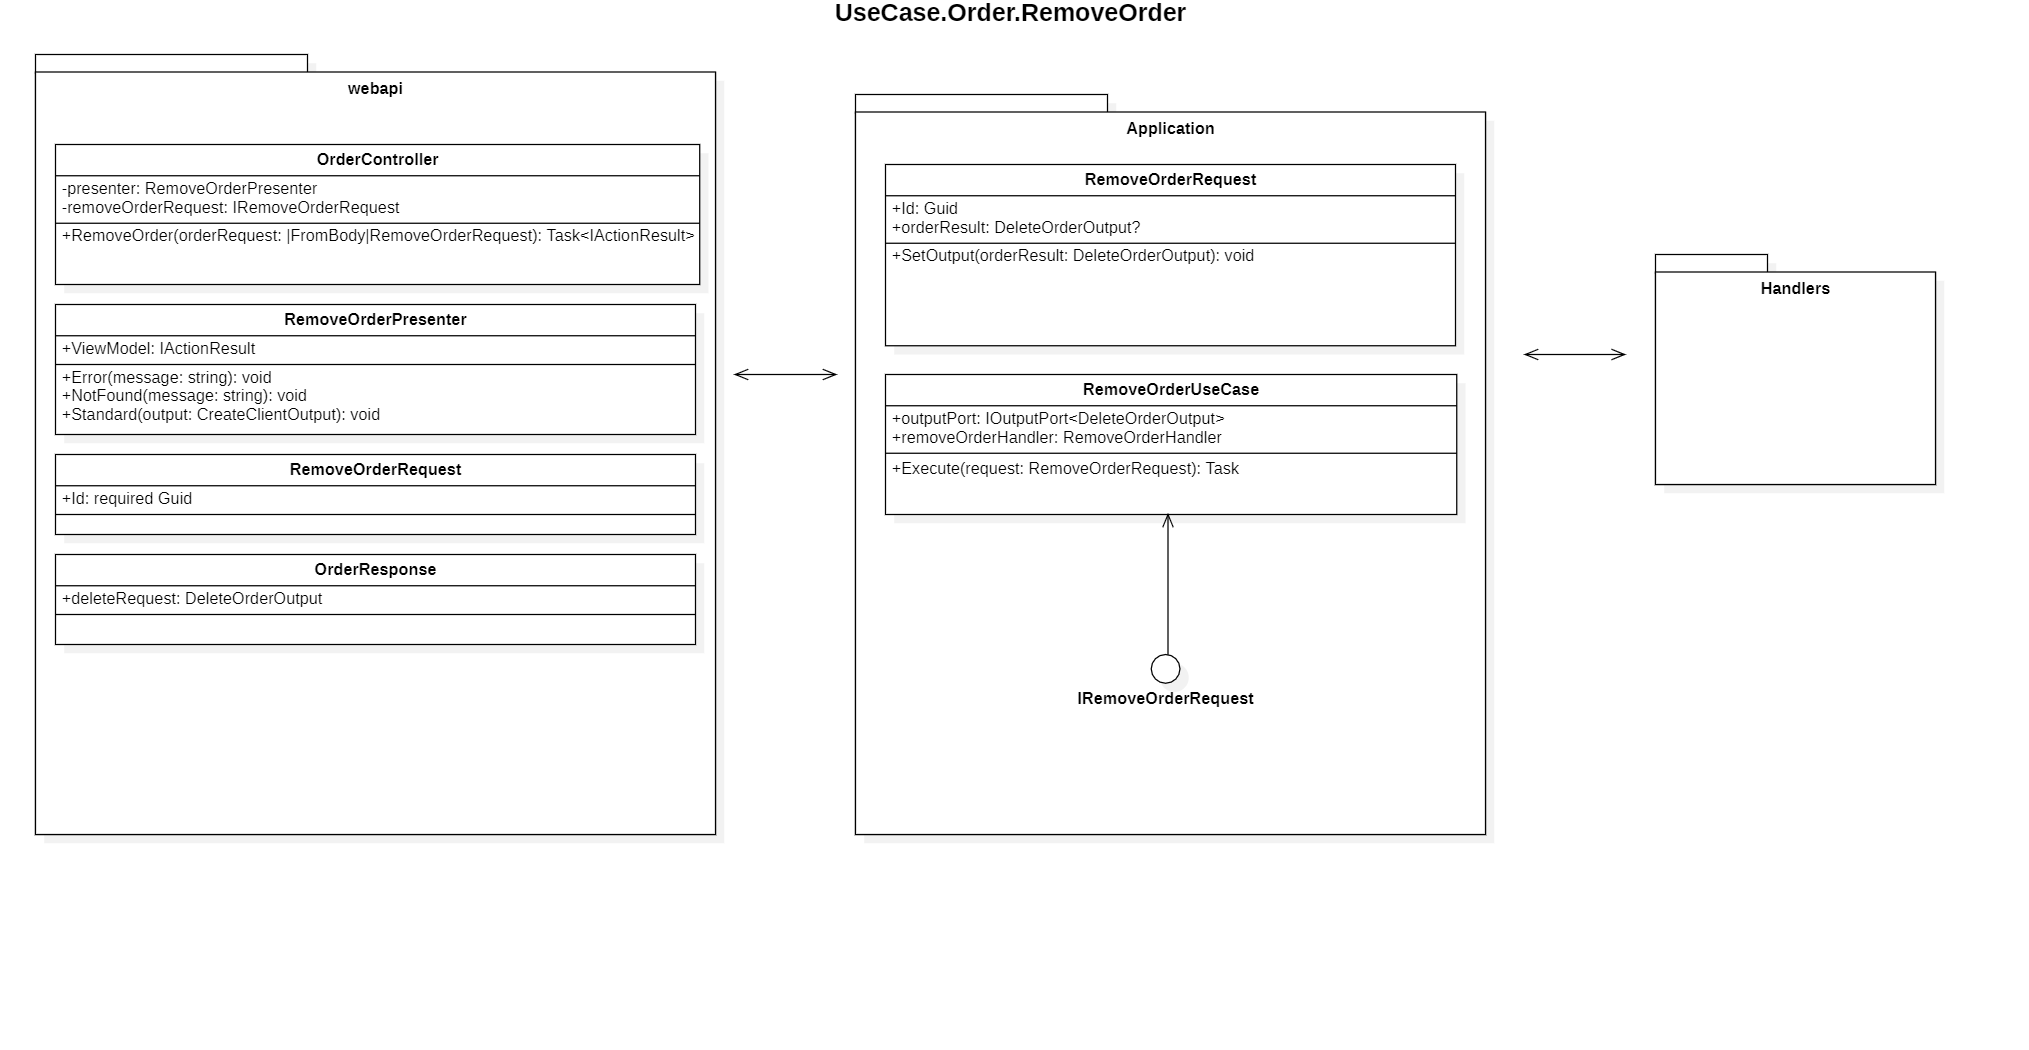 UseCase.Order.RemoveOrder
webapi
OrderController
-presenter: RemoveOrderPresenter
-removeOrderRequest: IRemoveOrderRequest
+RemoveOrder(orderRequest: |FromBody|RemoveOrderRequest): Task<IActionResult>
RemoveOrderPresenter
+ViewModel: IActionResult
+Error(message: string): void
+NotFound(message: string): void
+Standard(output: CreateClientOutput): void
RemoveOrderRequest
+Id: required Guid
OrderResponse
+deleteRequest: DeleteOrderOutput
Application
RemoveOrderRequest
+Id: Guid
+orderResult: DeleteOrderOutput?
+SetOutput(orderResult: DeleteOrderOutput): void
RemoveOrderUseCase
+outputPort: IOutputPort<DeleteOrderOutput>
+removeOrderHandler: RemoveOrderHandler
+Execute(request: RemoveOrderRequest): Task
IRemoveOrderRequest
Handlers